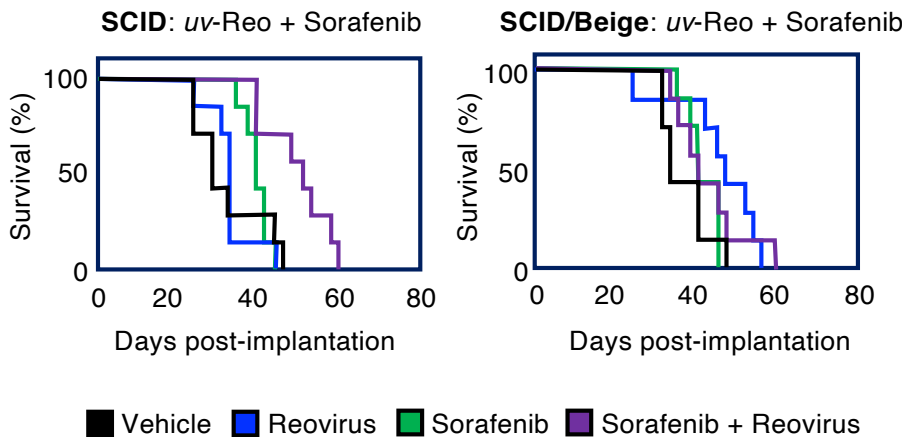 SCID: uv-Reo + Sorafenib
SCID/Beige: uv-Reo + Sorafenib
Survival (%)
100
50
0
0 20 40 60 80
Days post-implantation
Survival (%)
100
50
0
0 20 40 60 80
Days post-implantation
Vehicle Reovirus Sorafenib Sorafenib + Reovirus